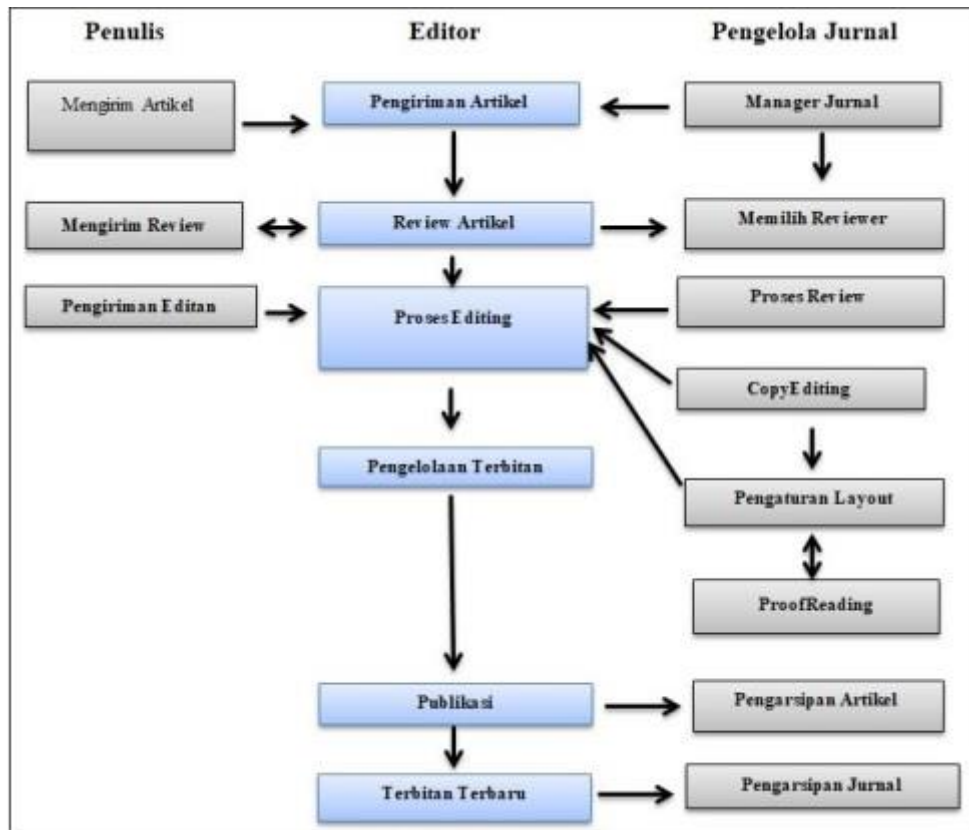 Penulis
Editor
Pengelola Jurnal
Mengirim Artikel
Pengiriman Artikel
Manager Jurnal
Mengirim Review
Review Artikel
Memilih Reviewer
Pengiriman Editan
Proses Editing
Proses Review
CopyEditing
Pengelolaan Terbitan
Pengaturan Layout
ProofReading
Publikasi
Pengarsipan Artikel
Terbitan Terbaru
Pengarsipan Jurnal